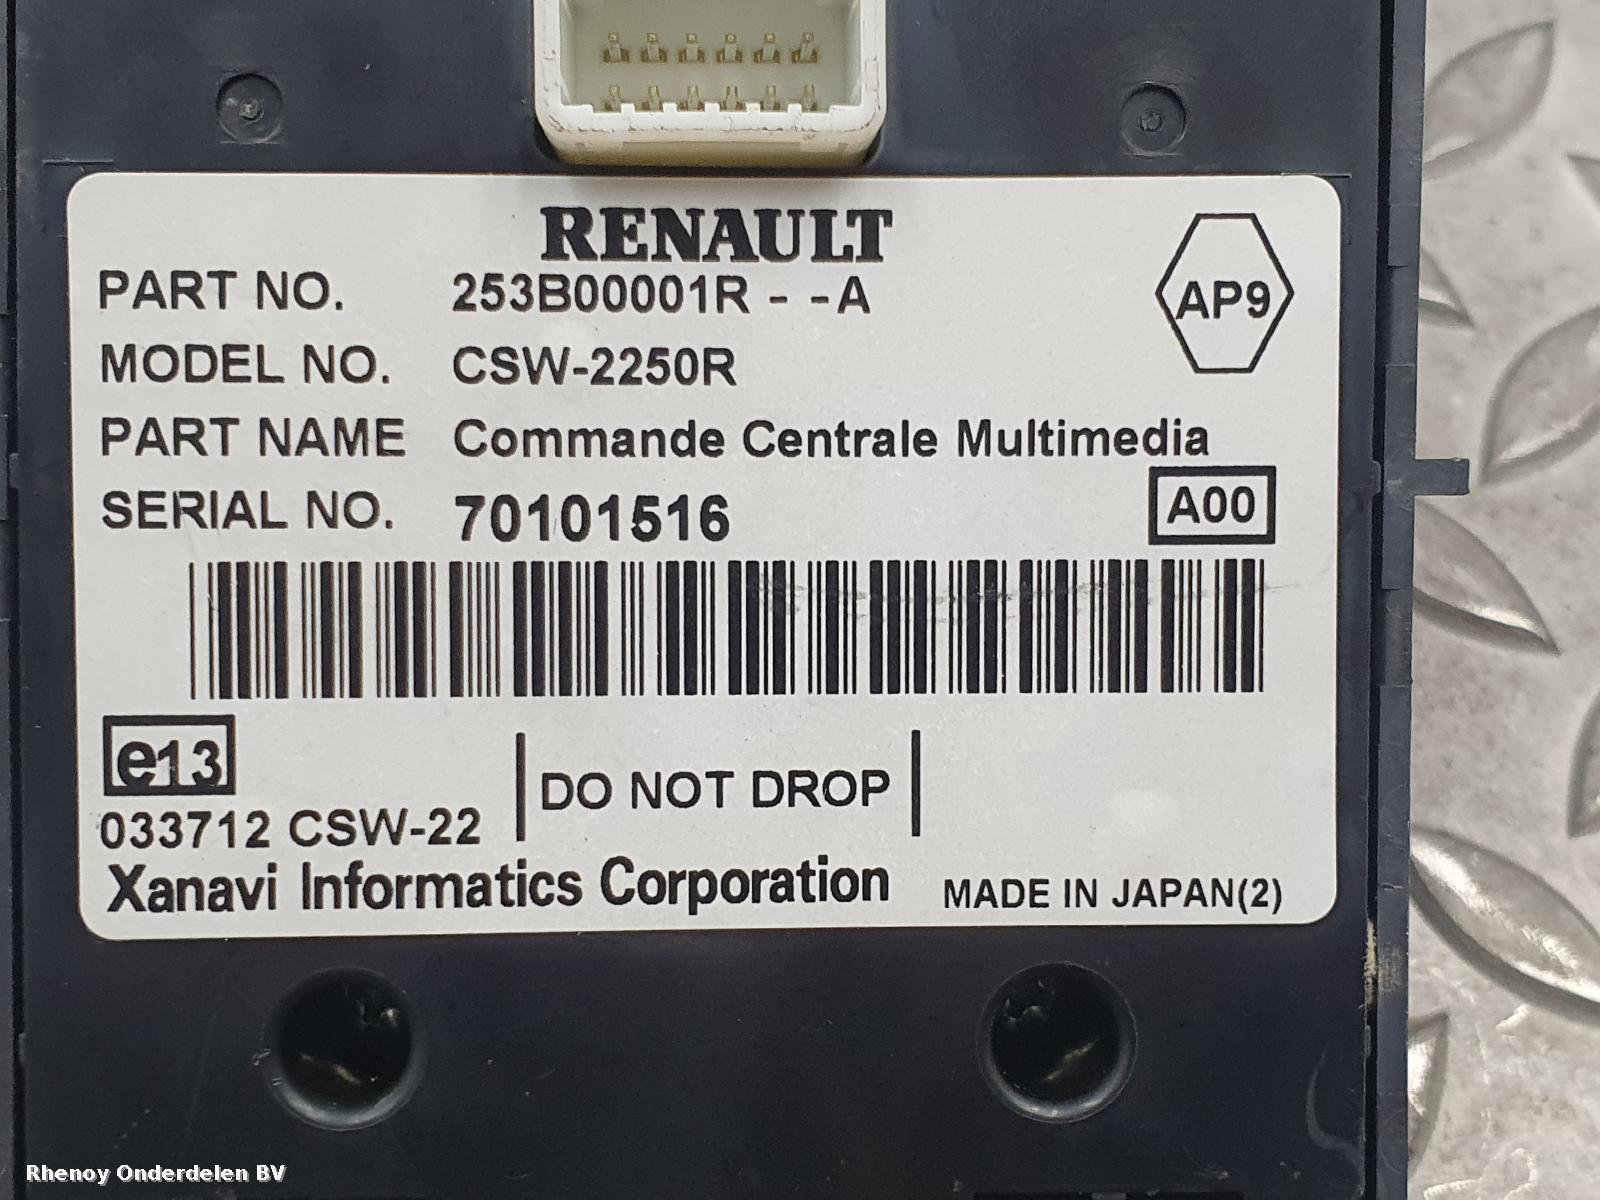 RENAULT
PART NO. 253B00001R - -A
AP9
MODEL NO. CSW-2250R
PART NAME Commande Centrale Multimedia
SERIAL NO. 70101516
A00
e13
DO NOT DROP
033712 CSW-22
Xanavi Informatics Corporation MADE IN JAPAN(2)
Rhenoy Onderdelen BV